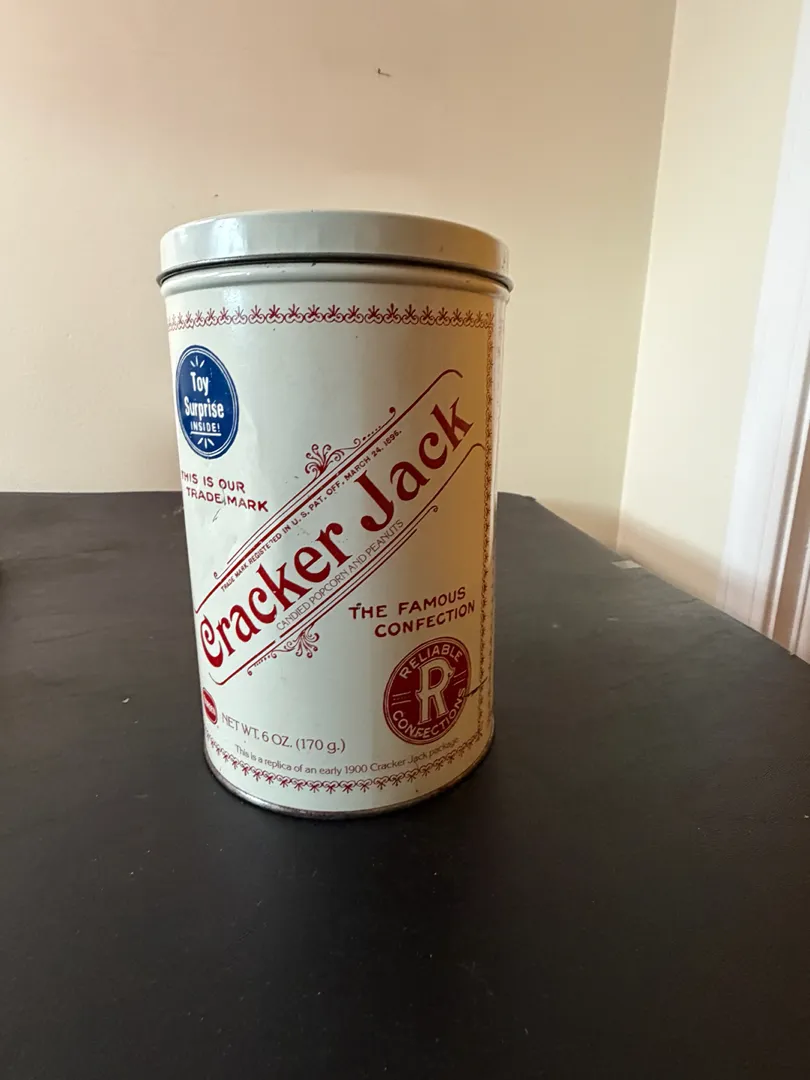 Toy
Surprise
INSIDE!
THIS IS OUR
TRADE MARK
TRADE MARK REGISTERED IN U.S. PAT. OFF. MARCH 24, 1896.
Cracker Jack
CANDIED POPCORN AND PEANUTS
THE FAMOUS
CONFECTION
RELIABLE
R
CONFECTIONS
NET WT. 6 OZ. (170 g.)
This is a replica of an early 1900 Cracker Jack package